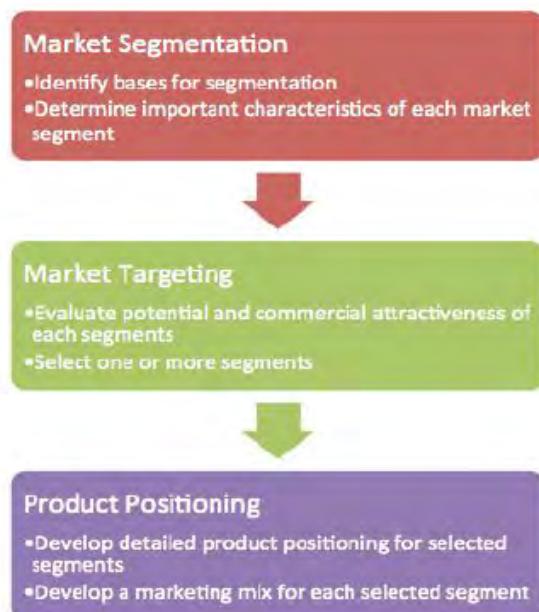 Market Segmentation
•Identify bases for segmentation
•Determine important characteristics of each market
segment
Market Targeting
•Evaluate potential and commercial attractiveness of
each segments
•Select one or more segments
Product Positioning
•Develop detailed product positioning for selected
segments
•Develop a marketing mix for each selected segment